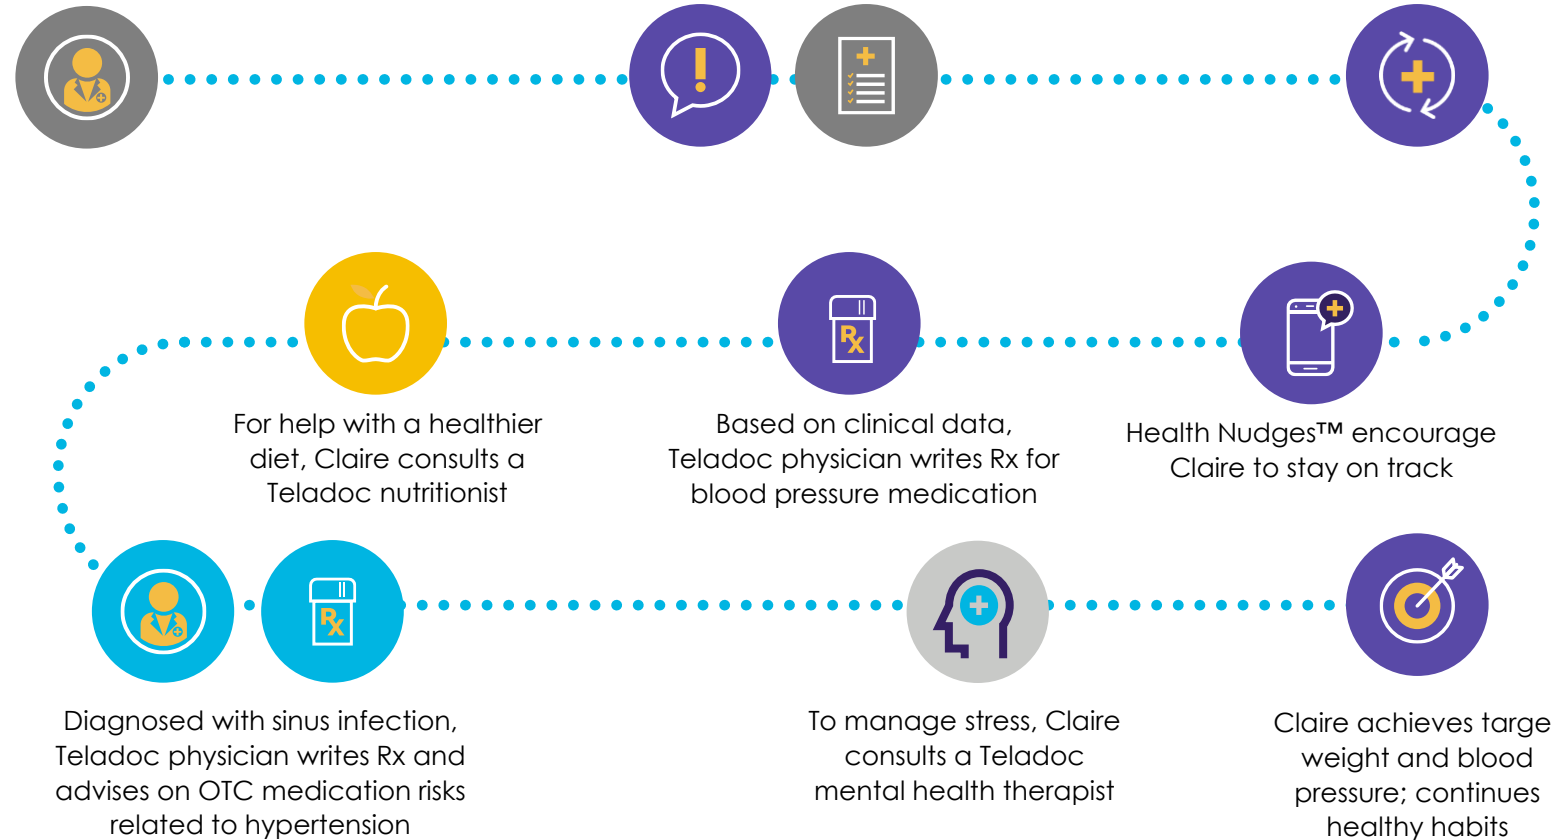 Rx
For help with a healthier
diet, Claire consults a
Teladoc nutritionist
Based on clinical data,
Teladoc physician writes Rx for
blood pressure medication
Health Nudges™ encourage
Claire to stay on track
Rx
Diagnosed with sinus infection,
Teladoc physician writes Rx and
advises on OTC medication risks
related to hypertension
To manage stress, Claire
consults a Teladoc
mental health therapist
Claire achieves targe
weight and blood
pressure; continues
healthy habits